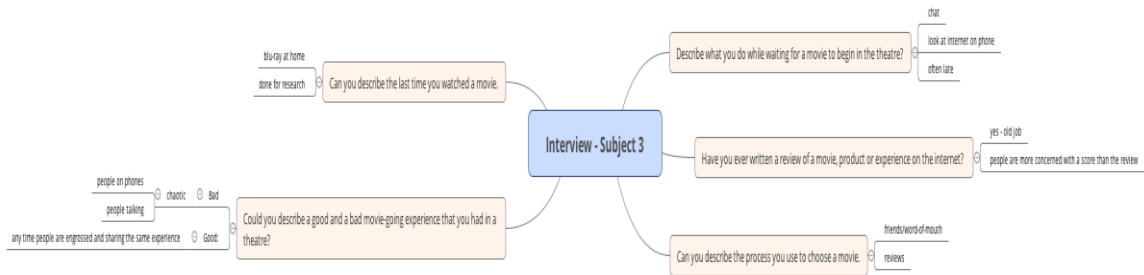 Interview - Subject 3
Describe what you do while waiting for a movie to begin in the theatre?
chat
look at internet on phone
often late
Have you ever written a review of a movie, product or experience on the internet?
yes - old job
people are more concerned with a score than the review
Can you describe the process you use to choose a movie.
friends/word-of-mouth
reviews
Can you describe the last time you watched a movie.
blu-ray at home
done for research
Could you describe a good and a bad movie-going experience that you had in a
theatre?
Bad
chaotic
people on phones
people talking
Good:
any time people are engrossed and sharing the same experience